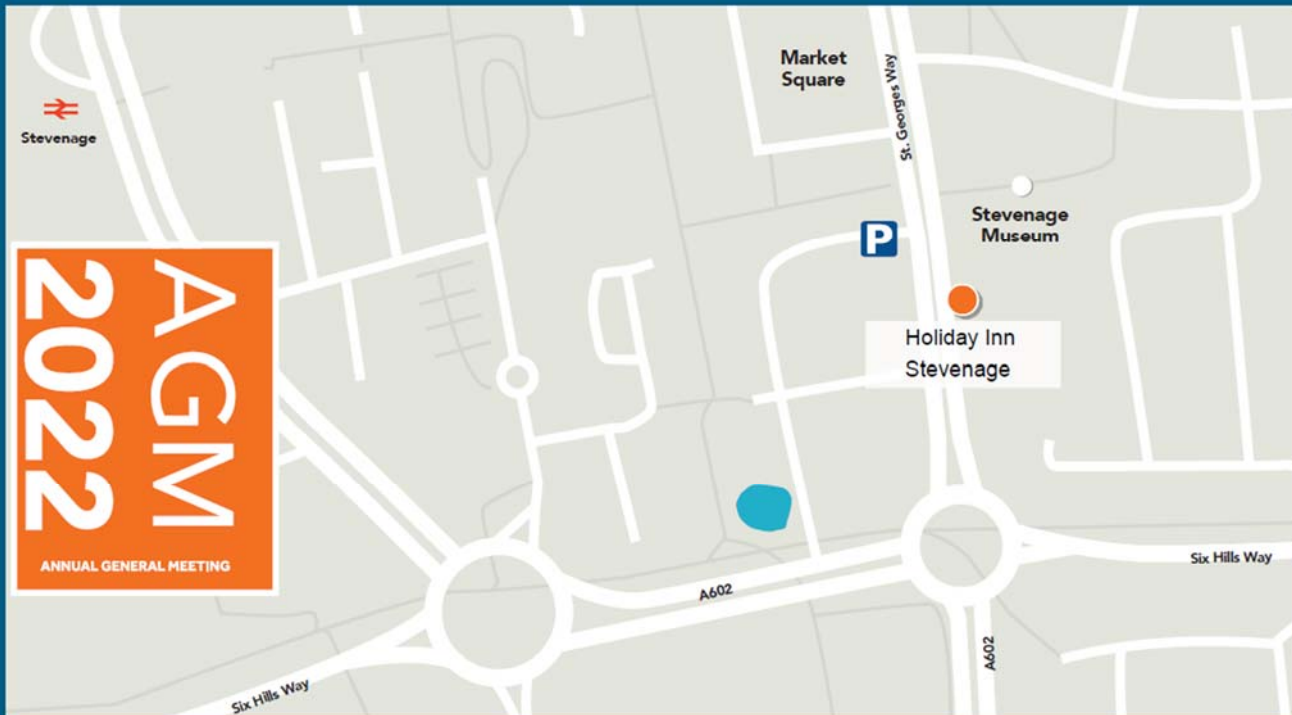 Stevenage
Market
Square
St. Georges Way
Stevenage
Museum
P
Holiday Inn
Stevenage
AGM
2022
ANNUAL GENERAL MEETING
A602
Six Hills Way
A602
Six Hills Way